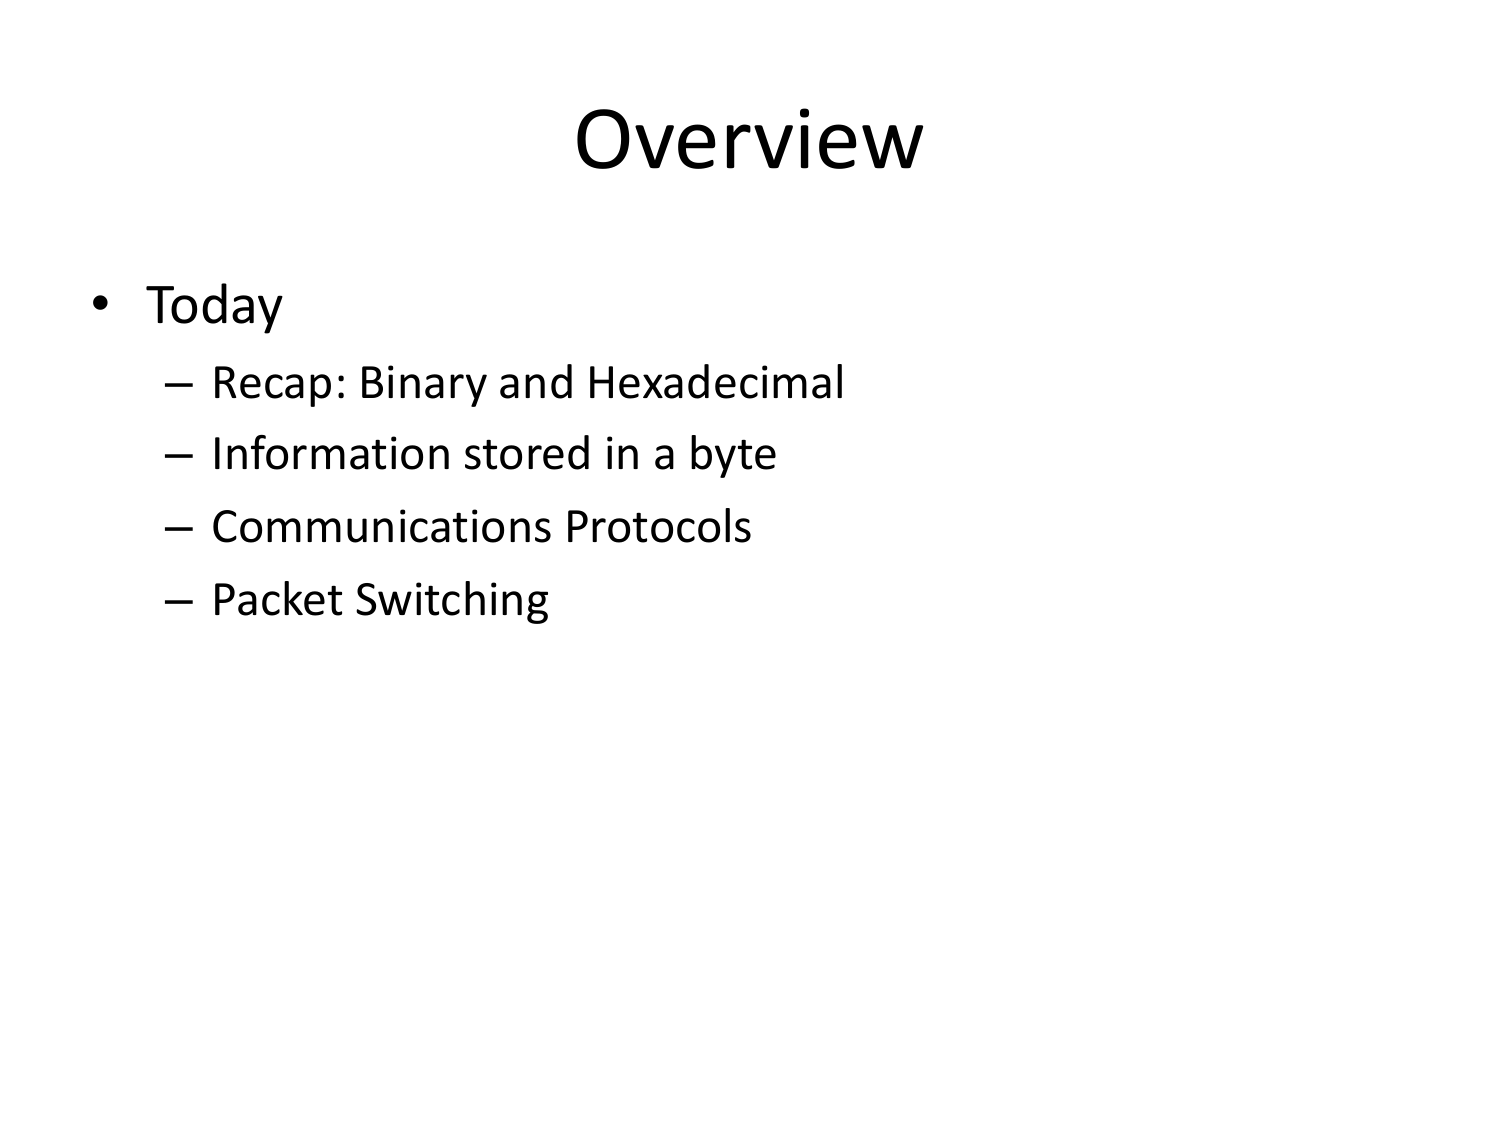 Overview
• Today
– Recap: Binary and Hexadecimal
– Information stored in a byte
– Communications Protocols
– Packet Switching